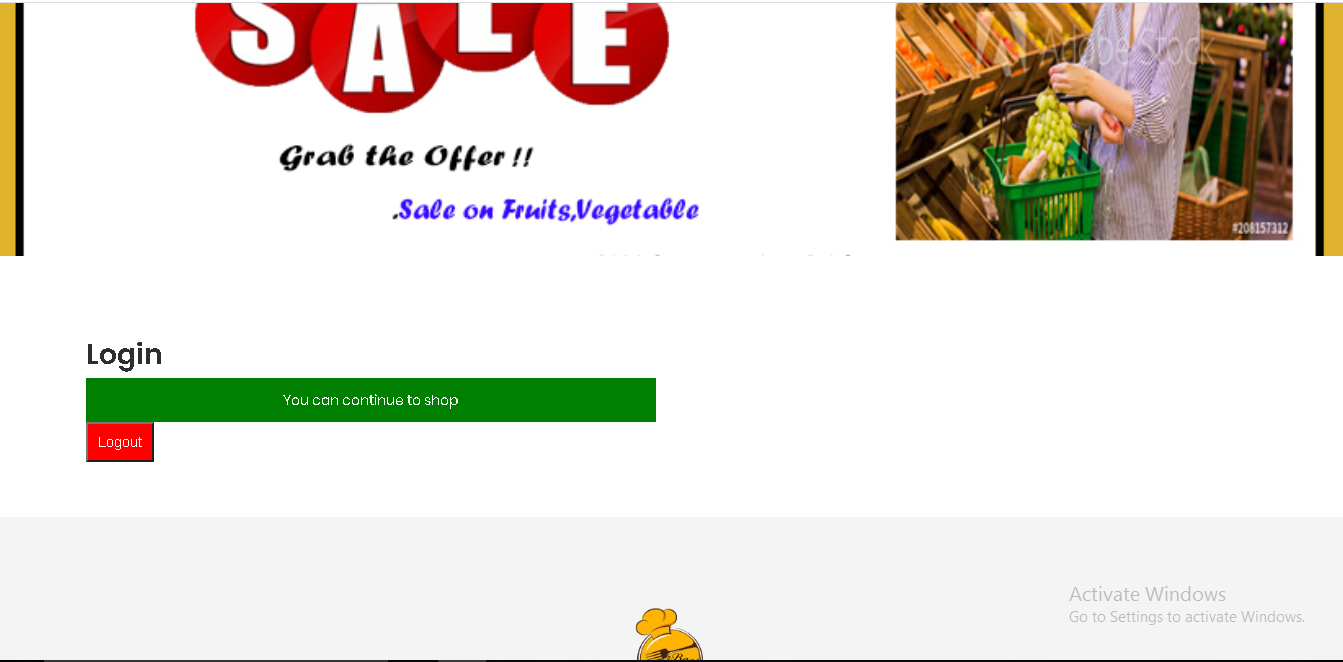 SALE
Adobe Stock
Grab the Offer !!
.Sale on Fruits,Vegetable
#208157312
Login
You can continue to shop
Logout
Activate Windows
Go to Settings to activate Windows.